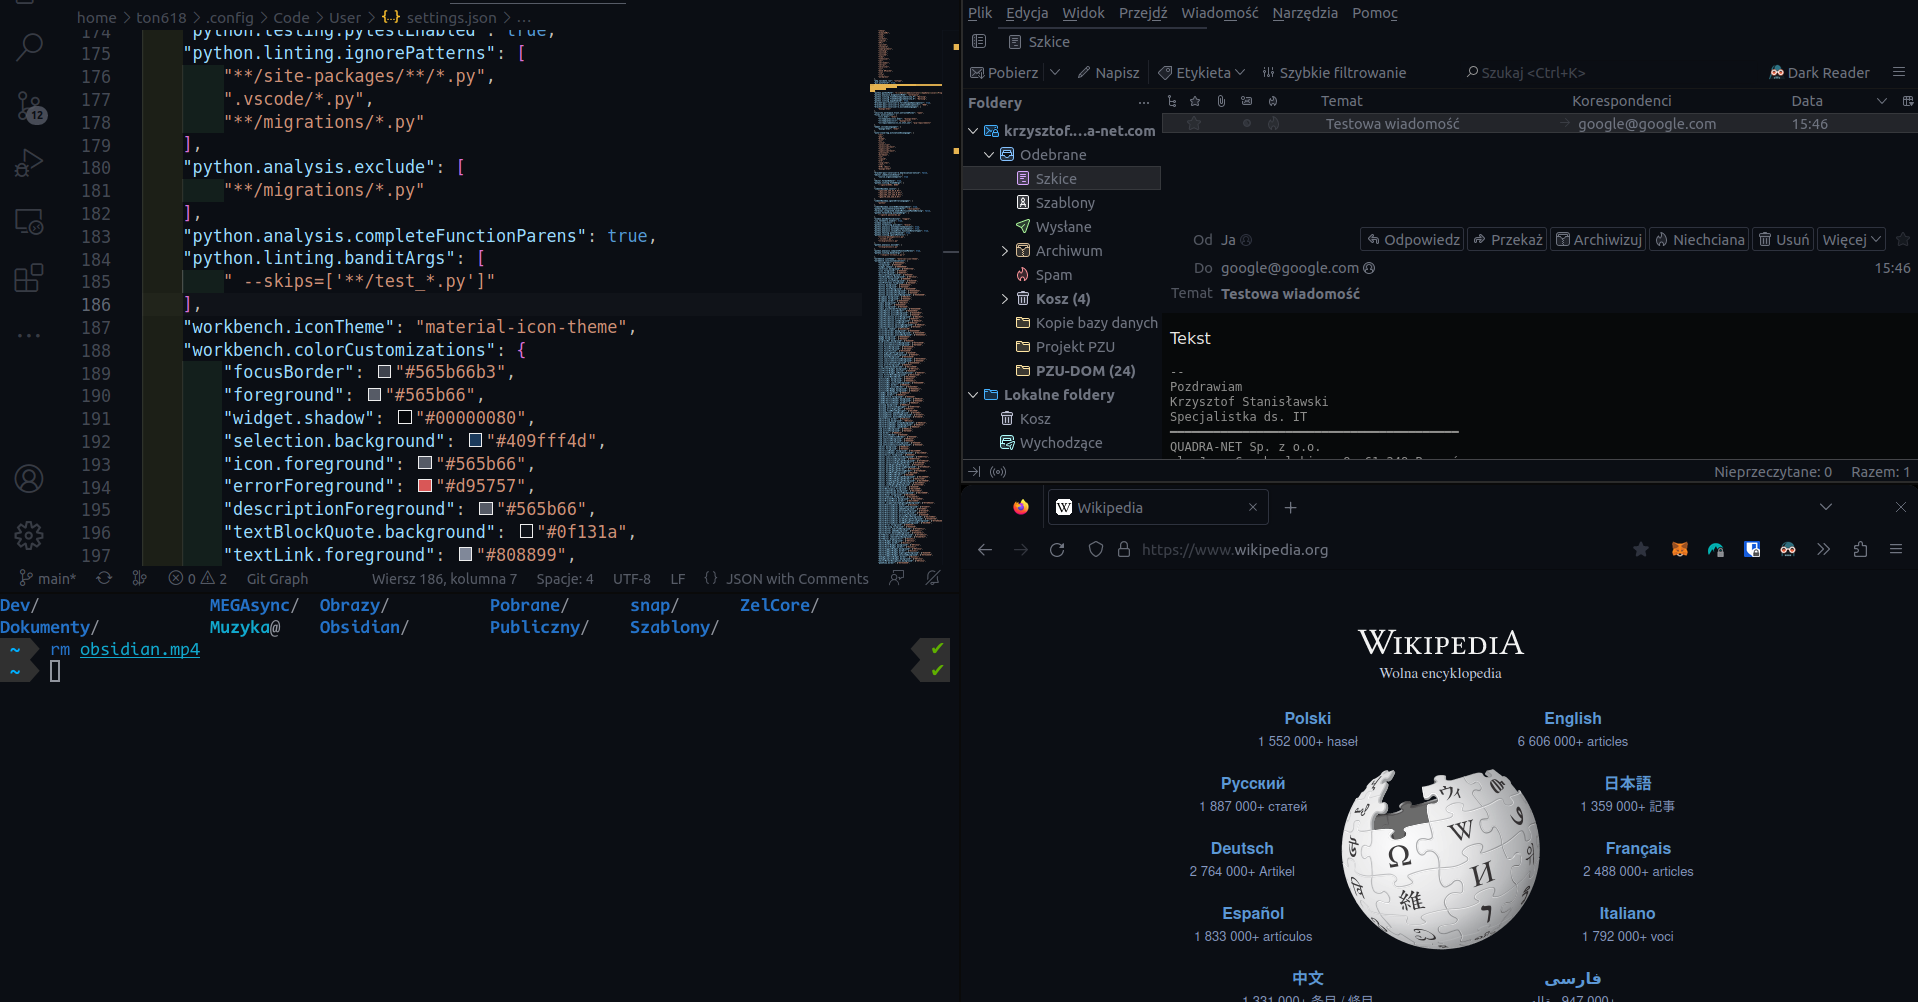 home > ton618 > .config > Code > User > {..} settings.json > ...
174 "python.testing.pytestEnabled": true,
175 "python.linting.ignorePatterns": [
176 "**/site-packages/**/*.py",
177 ".vscode/*.py",
178 "**/migrations/*.py"
179 ],
180 "python.analysis.exclude": [
181 "**/migrations/*.py"
182 ],
183 "python.analysis.completeFunctionParens": true,
184 "python.linting.banditArgs": [
185 " --skips=['**/test_*.py']"
186 ],
187 "workbench.iconTheme": "material-icon-theme",
188 "workbench.colorCustomizations": {
189 "focusBorder": "#565b66b3",
190 "foreground": "#565b66",
191 "widget.shadow": "#00000080",
192 "selection.background": "#409fff4d",
193 "icon.foreground": "#565b66",
194 "errorForeground": "#d95757",
195 "descriptionForeground": "#565b66",
196 "textBlockQuote.background": "#0f131a",
197 "textLink.foreground": "#808899",
12
main* 0 2 Git Graph Wiersz 186, kolumna 7 Spacje: 4 UTF-8 LF {} JSON with Comments
Dev/ MEGAsync/ Obrazy/ Pobrane/ snap/ ZelCore/
Dokumenty/ Muzyka@ Obsidian/ Publiczny/ Szablony/
~ rm obsidian.mp4 ✔
~ ✔
Plik Edycja Widok Przejdź Wiadomość Narzędzia Pomoc
Szkice
Pobierz Napisz Etykieta Szybkie filtrowanie Szukaj <Ctrl+K> Dark Reader
Foldery ...
krzysztof....a-net.com
Odebrane
Szkice
Szablony
Wysłane
Archiwum
Spam
Kosz (4)
Kopie bazy danych
Projekt PZU
PZU-DOM (24)
Lokalne foldery
Kosz
Wychodzące
Temat Korespondenci Data
Testowa wiadomość google@google.com 15:46
Od Ja Odpowiedz Przekaż Archiwizuj Niechciana Usuń Więcej
Do google@google.com 15:46
Temat Testowa wiadomość
Tekst
--
Pozdrawiam
Krzysztof Stanisławski
Specjalistka ds. IT
QUADRA-NET Sp. z o.o.
Nieprzeczytane: 0 Razem: 1
W Wikipedia
https://www.wikipedia.org
WIKIPEDIA
Wolna encyklopedia
Polski
1 552 000+ haseł
English
6 606 000+ articles
Русский
1 887 000+ статей
日本語
1 359 000+ 記事
Deutsch
2 764 000+ Artikel
Français
2 488 000+ articles
Español
1 833 000+ artículos
Italiano
1 792 000+ voci
中文
1 331 000+ 条目 / 條目
فارسی
Ω W И 維 ウィ